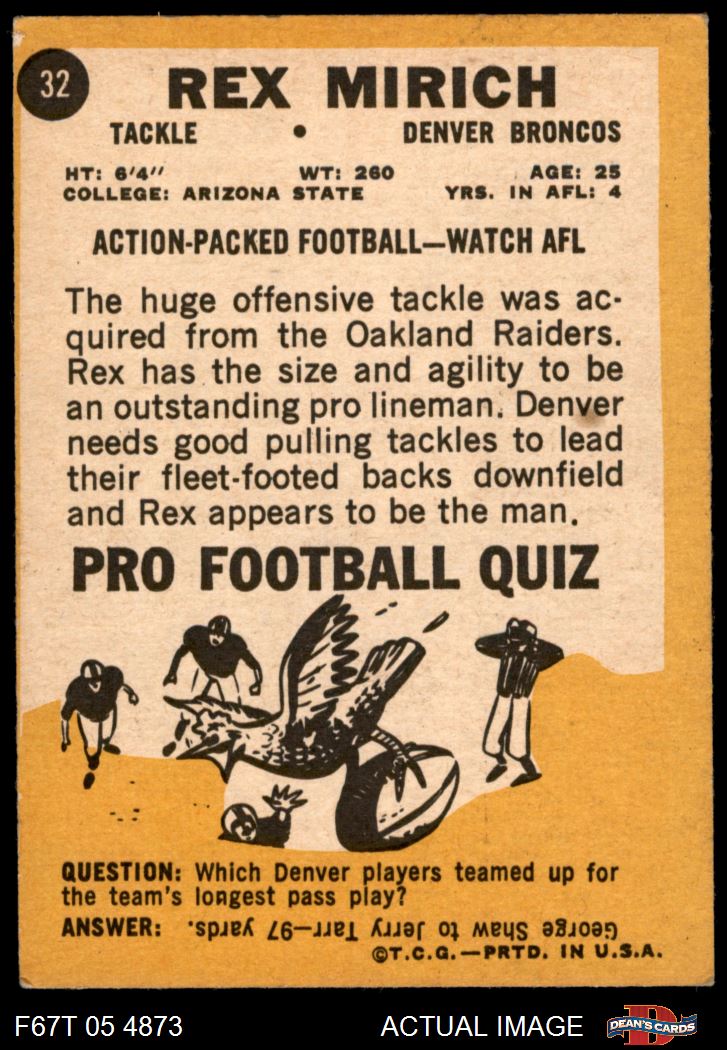 32
REX MIRICH
TACKLE • DENVER BRONCOS
HT: 6'4" WT: 260 AGE: 25
COLLEGE: ARIZONA STATE YRS. IN AFL: 4
ACTION-PACKED FOOTBALL—WATCH AFL
The huge offensive tackle was ac-
quired from the Oakland Raiders.
Rex has the size and agility to be
an outstanding pro lineman. Denver
needs good pulling tackles to lead
their fleet-footed backs downfield
and Rex appears to be the man.
PRO FOOTBALL QUIZ
QUESTION: Which Denver players teamed up for
the team's longest pass play?
ANSWER: George Shaw to Jerry Tarr—97 yards.
©T.C.G.—PRTD. IN U.S.A.
F67T 05 4873 ACTUAL IMAGE D DEAN'S CARDS